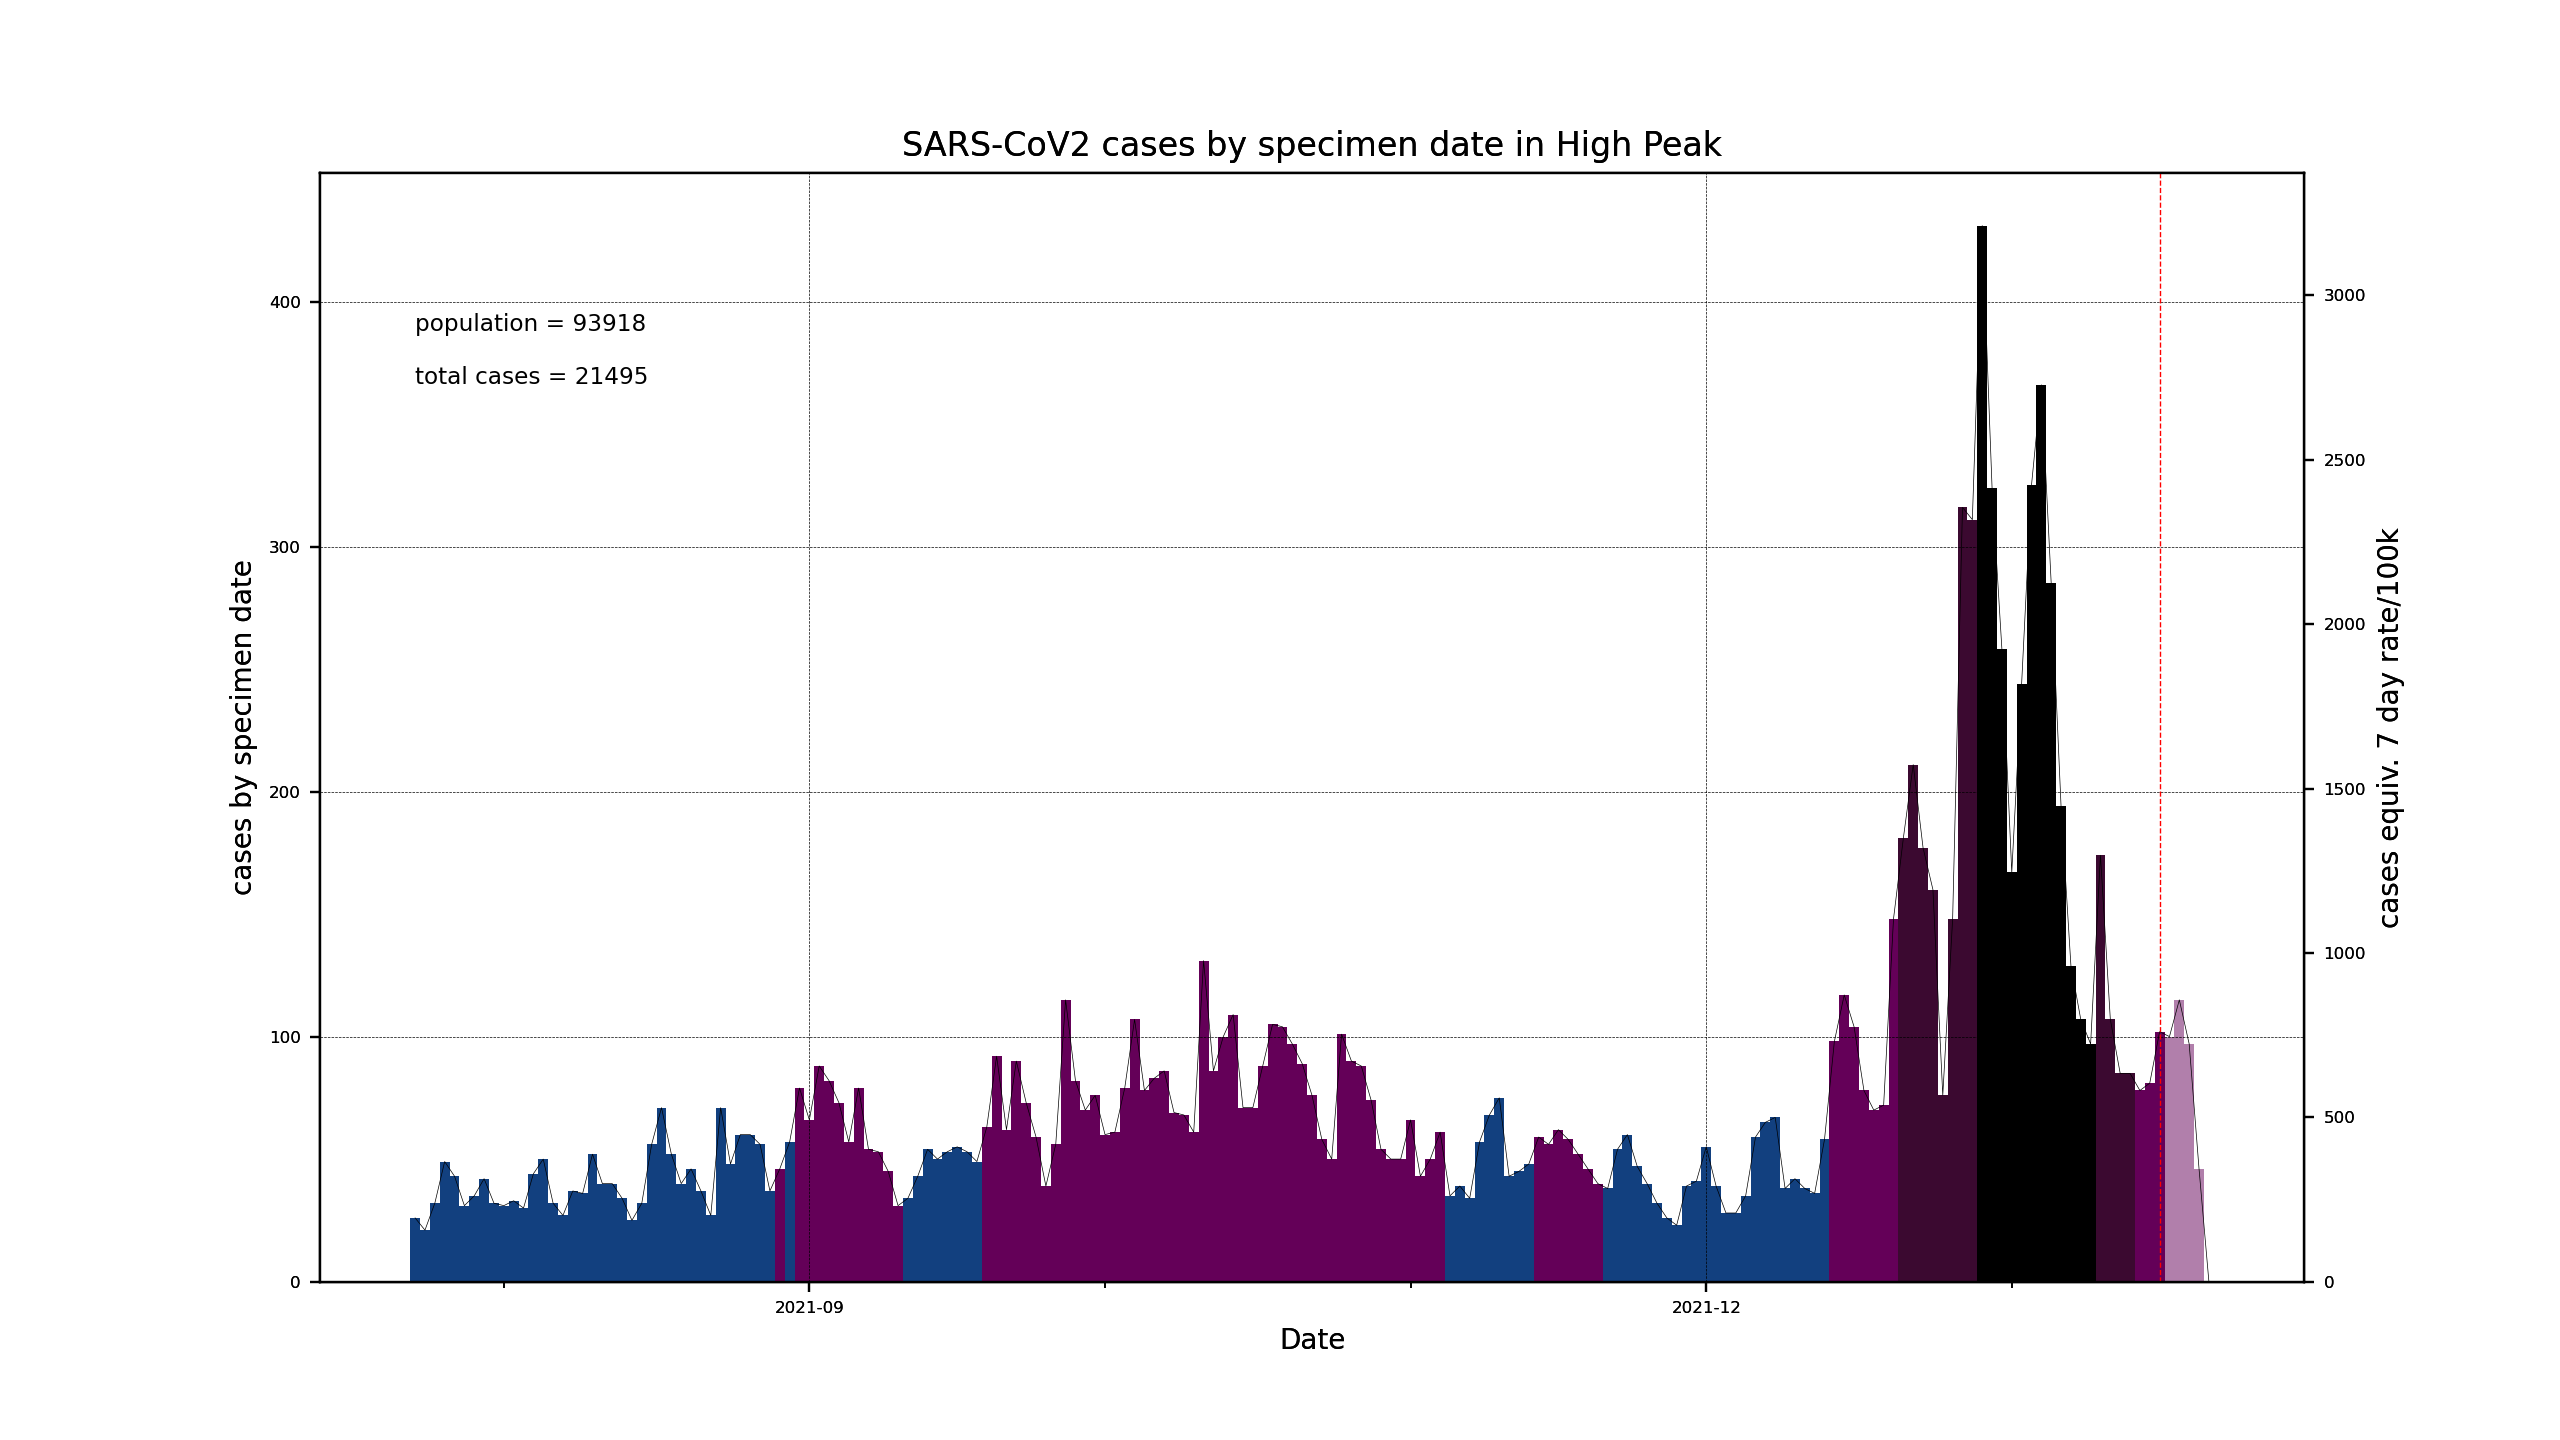 SARS-CoV2 cases by specimen date in High Peak
population = 93918
total cases = 21495
cases by specimen date
400
300
200
100
0
3000
2500
2000
1500
1000
500
0
cases equiv. 7 day rate/100k
2021-09
2021-12
Date